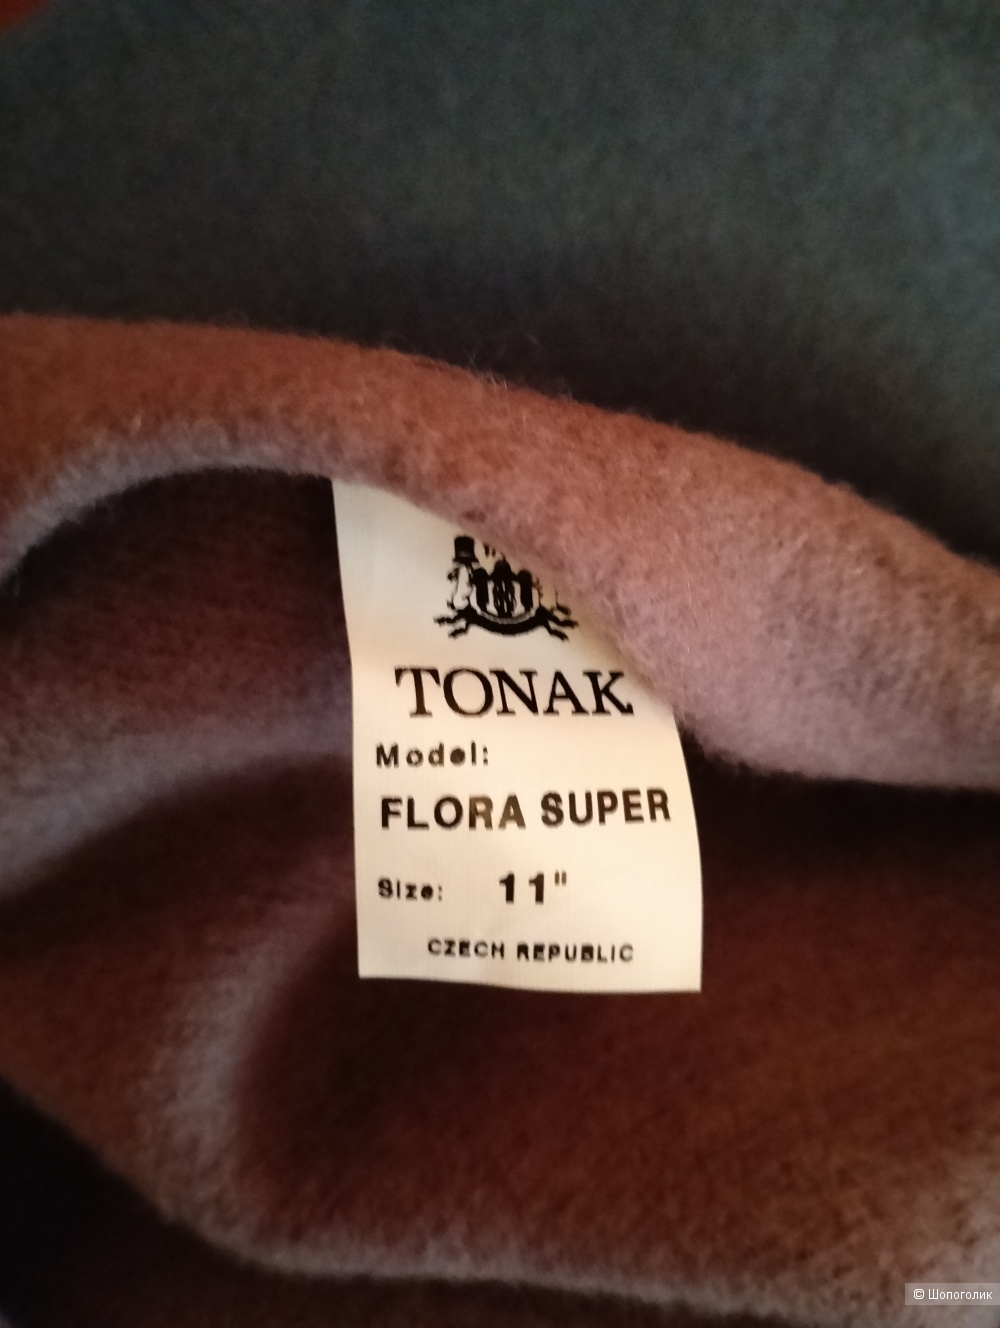 TONAK
Model:
FLORA SUPER
Size: 11"
CZECH REPUBLIC
© Шопоголик